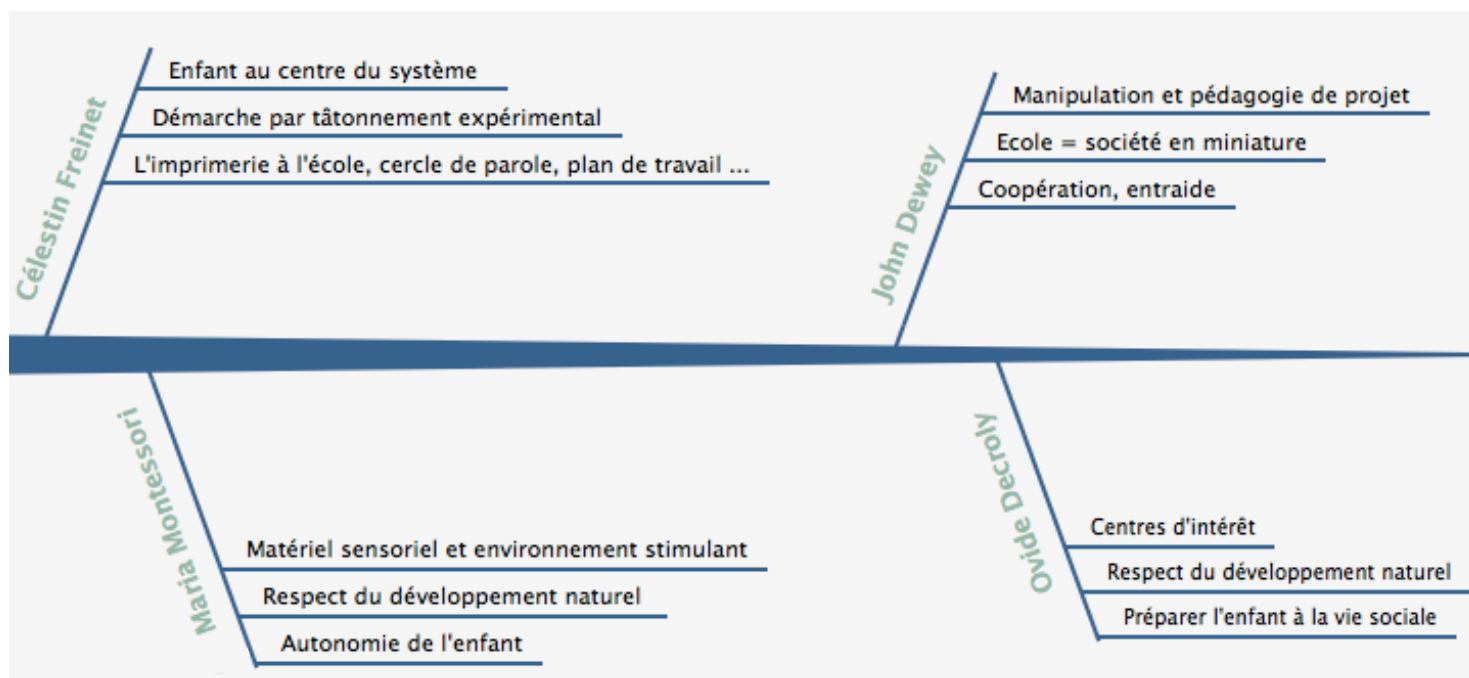 Célestin Freinet
Enfant au centre du système
Démarche par tâtonnement expérimental
L'imprimerie à l'école, cercle de parole, plan de travail ...
John Dewey
Manipulation et pédagogie de projet
Ecole = société en miniature
Coopération, entraide
Maria Montessori
Matériel sensoriel et environnement stimulant
Respect du développement naturel
Autonomie de l'enfant
Ovide Decroly
Centres d'intérêt
Respect du développement naturel
Préparer l'enfant à la vie sociale